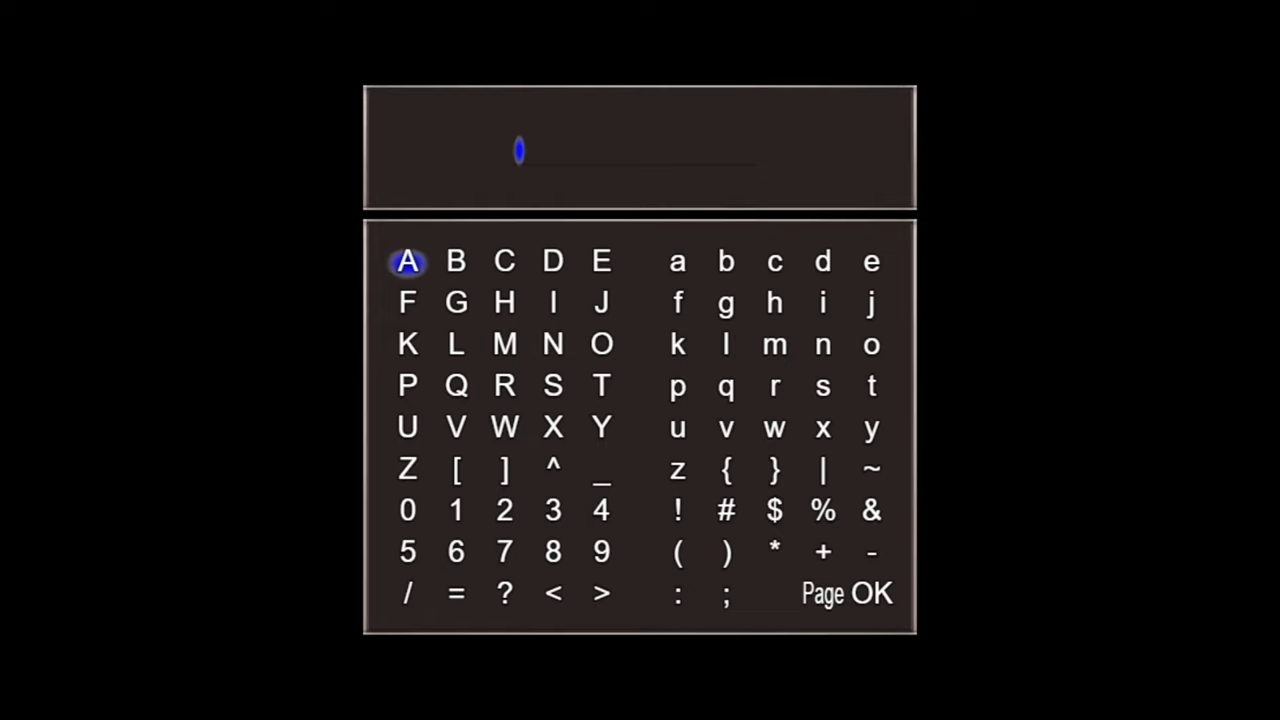 A B C D E a b c d e
F G H I J f g h i j
K L M N O k l m n o
P Q R S T p q r s t
U V W X Y u v w x y
Z [ ] ^ _ z { } | ~
0 1 2 3 4 ! # $ % &
5 6 7 8 9 ( ) * + -
/ = ? < > : ; Page OK